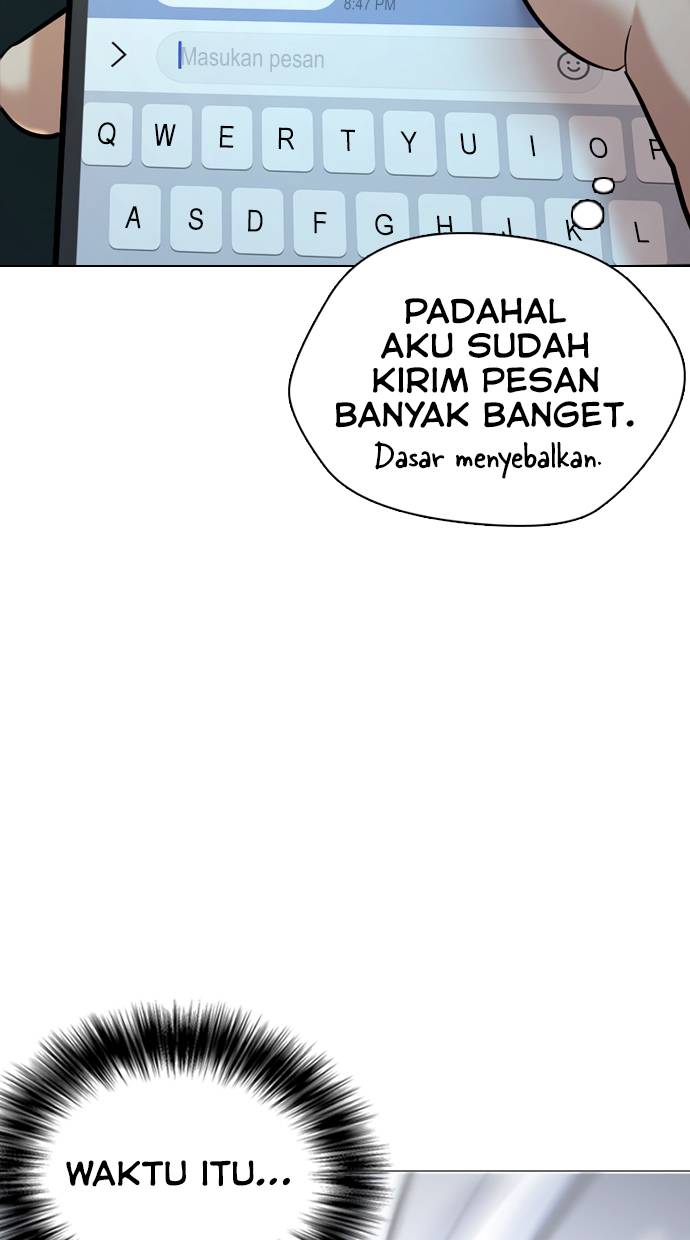 8:47 PM
> Masukan pesan
Q W E R T Y U I O P
A S D F G H J K L
PADAHAL
AKU SUDAH
KIRIM PESAN
BANYAK BANGET.
Dasar menyebalkan.
WAKTU ITU...